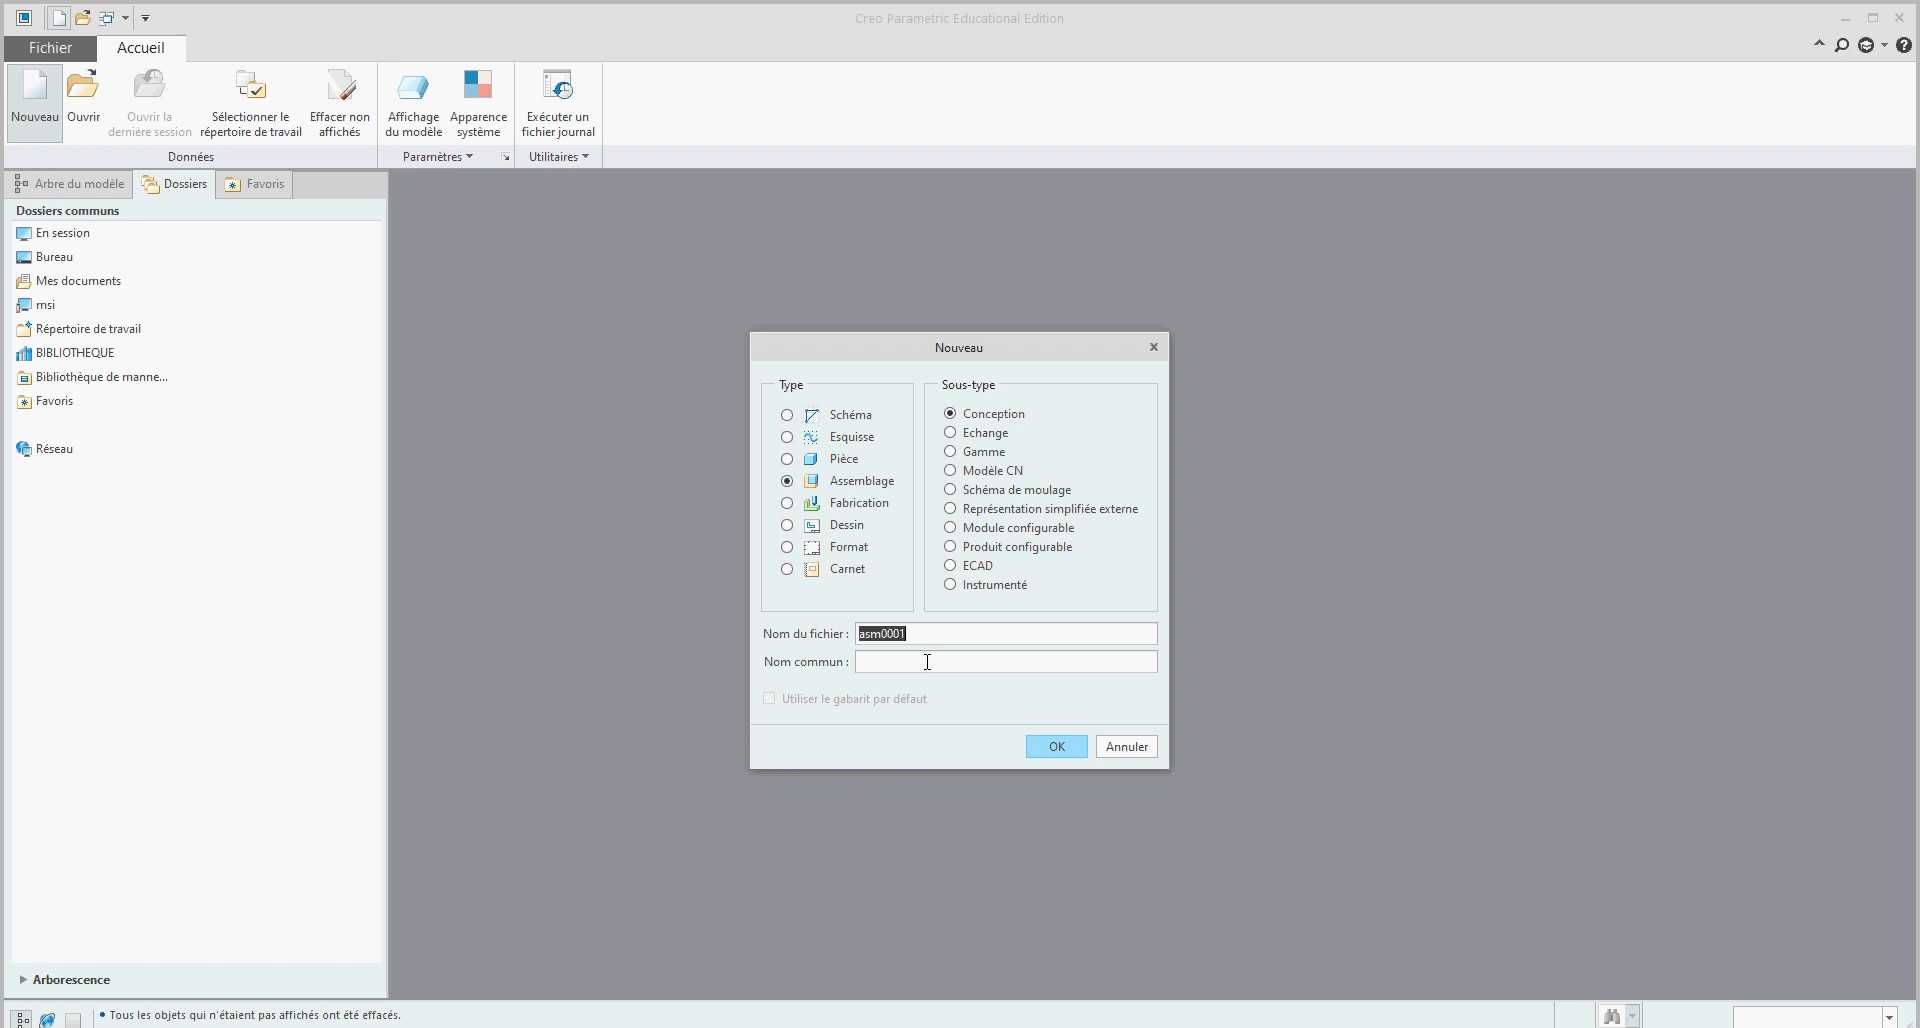 Creo Parametric Educational Edition
Fichier
Accueil
Nouveau
Ouvrir
Ouvrir la
dernière session
Sélectionner le
répertoire de travail
Effacer non
affichés
Affichage
du modèle
Apparence
système
Exécuter un
fichier journal
Données
Paramètres
Utilitaires
Arbre du modèle
Dossiers
Favoris
Dossiers communs
En session
Bureau
Mes documents
msi
Répertoire de travail
BIBLIOTHEQUE
Bibliothèque de manne...
Favoris
Réseau
Arborescence
Nouveau
Type
Schéma
Esquisse
Pièce
Assemblage
Fabrication
Dessin
Format
Carnet
Sous-type
Conception
Echange
Gamme
Modèle CN
Schéma de moulage
Représentation simplifiée externe
Module configurable
Produit configurable
ECAD
Instrumenté
Nom du fichier : asm0001
Nom commun :
Utiliser le gabarit par défaut
OK
Annuler
• Tous les objets qui n'étaient pas affichés ont été effacés.